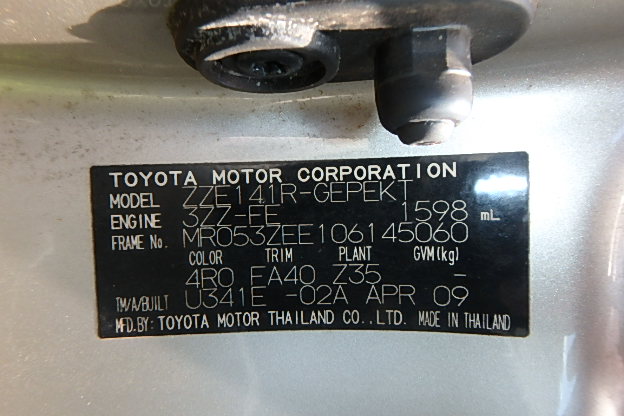 TOYOTA MOTOR CORPORATION
MODEL ZZE141R-GEPEKT
ENGINE 3ZZ-FE 1598 mL
FRAME No. MR053ZEE106145060
COLOR TRIM PLANT GVM(kg)
4R0 FA40 Z35 -
TM/A/BUILT U341E -02A APR 09
MFD.BY: TOYOTA MOTOR THAILAND CO.,LTD. MADE IN THAILAND